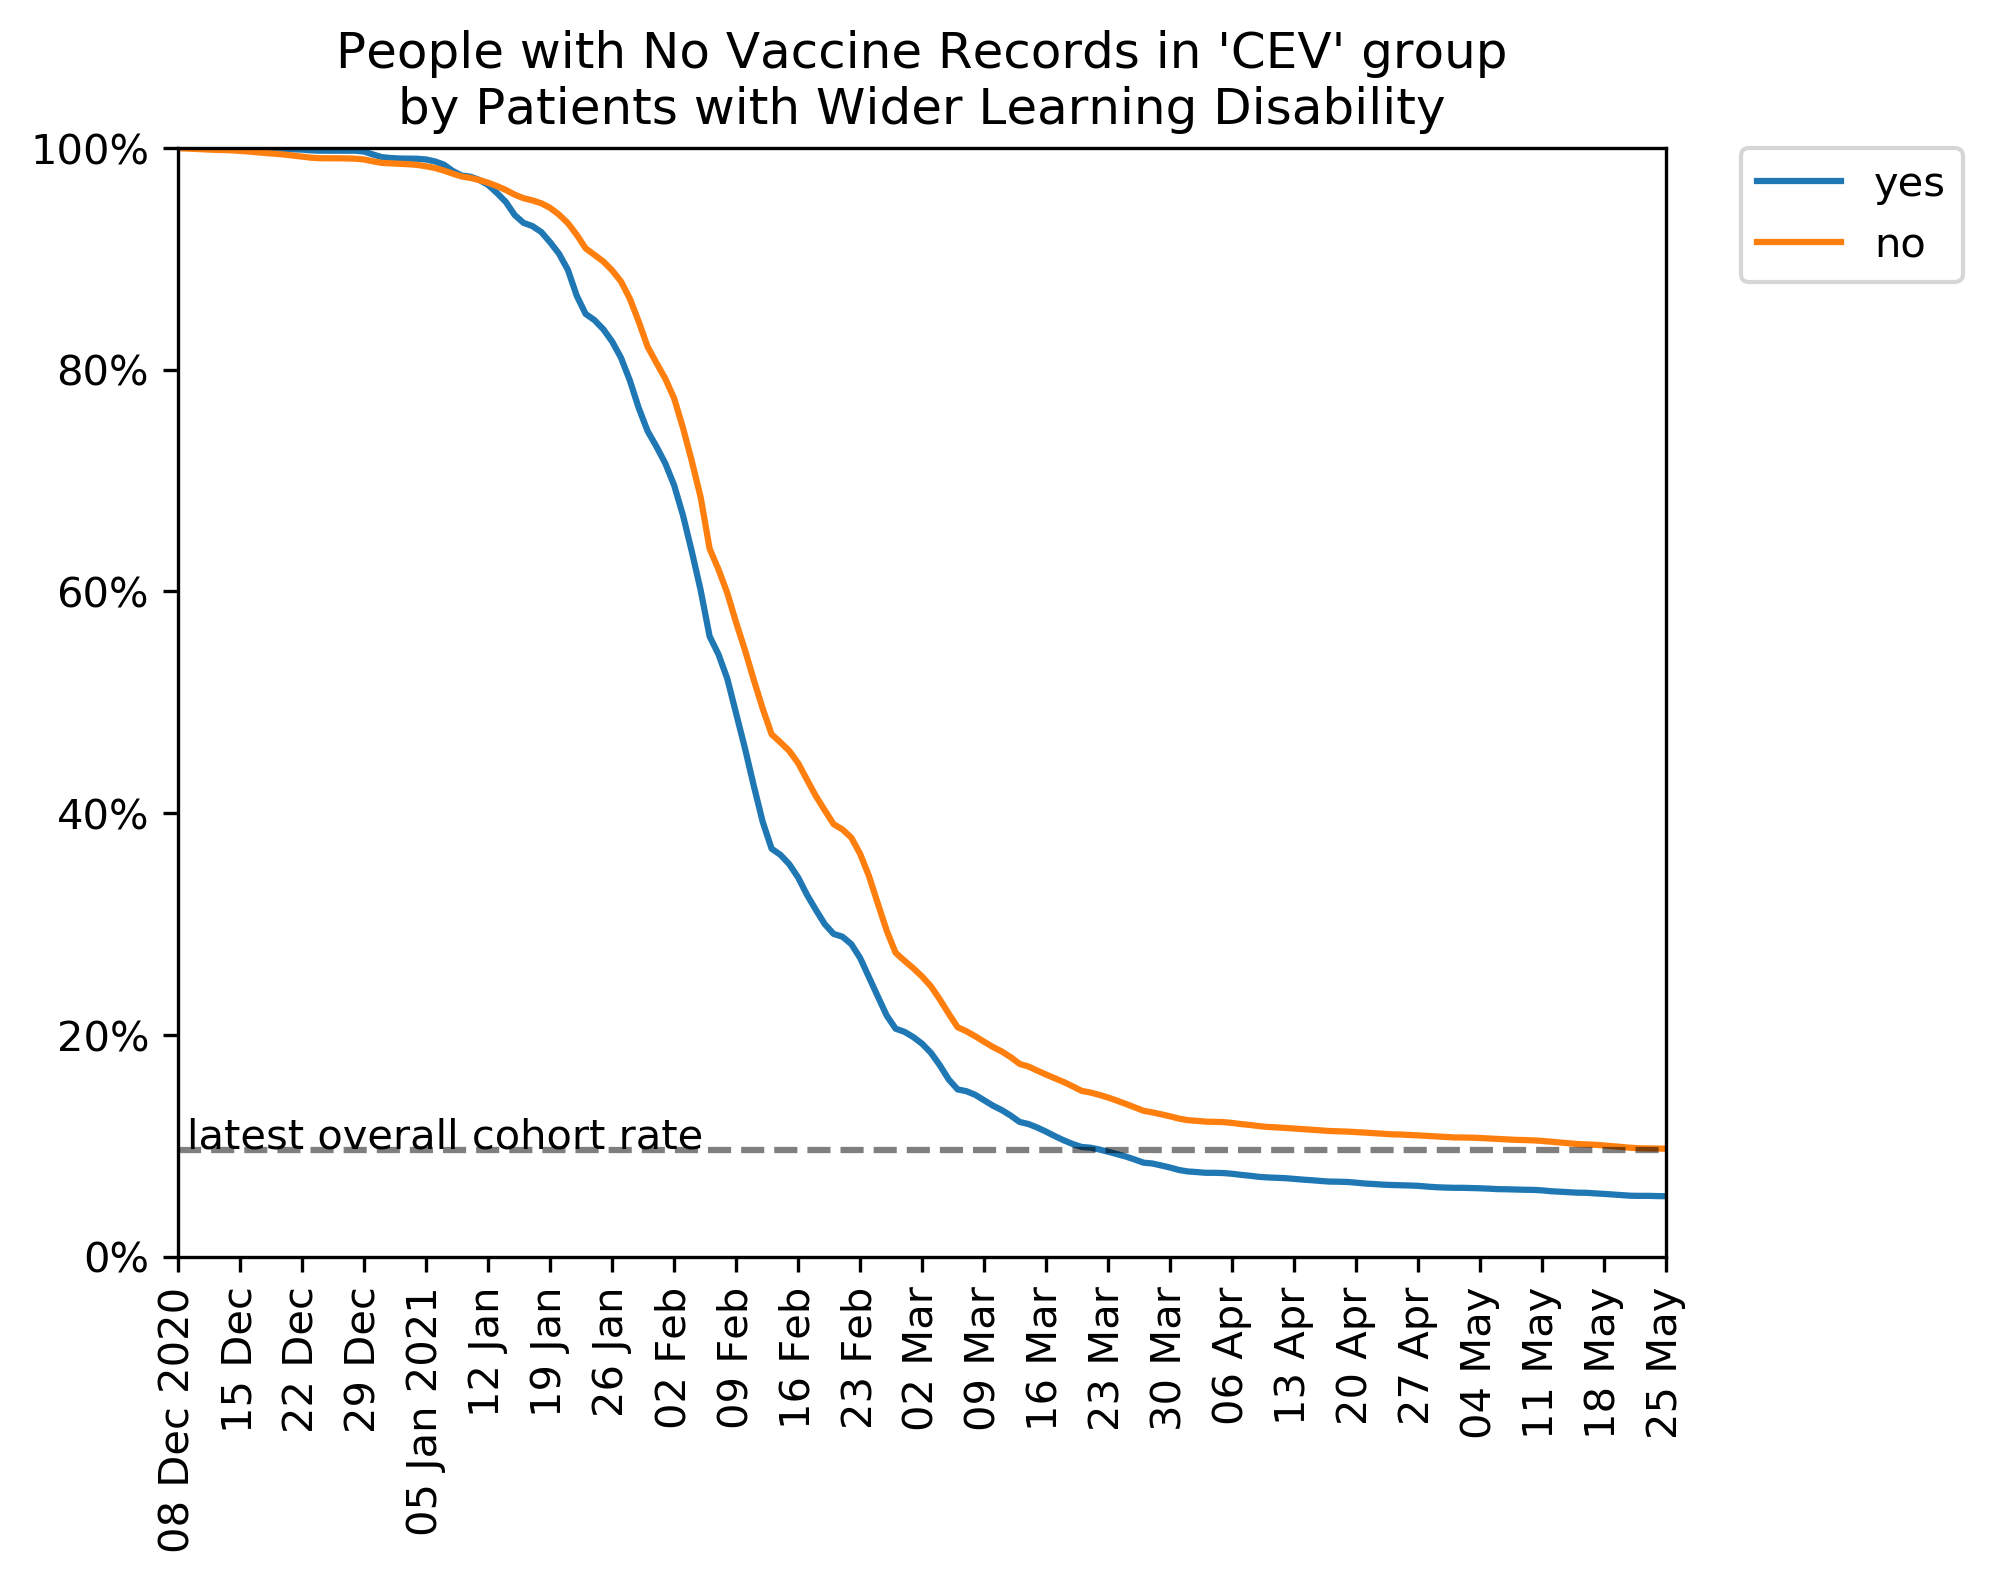 People with No Vaccine Records in 'CEV' group
by Patients with Wider Learning Disability
100%
80%
60%
40%
20%
0%
latest overall cohort rate
yes
no
08 Dec 2020
15 Dec
22 Dec
29 Dec
05 Jan 2021
12 Jan
19 Jan
26 Jan
02 Feb
09 Feb
16 Feb
23 Feb
02 Mar
09 Mar
16 Mar
23 Mar
30 Mar
06 Apr
13 Apr
20 Apr
27 Apr
04 May
11 May
18 May
25 May